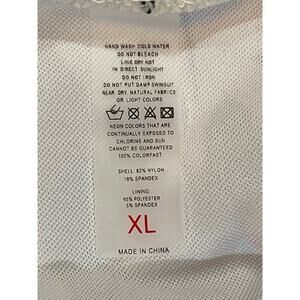 HAND WASH COLD WATER
DO NOT BLEACH
LINE DRY NOT
IN DIRECT SUNLIGHT
DO NOT IRON
DO NOT PUT DAMP SWIMSUIT
NEAR DRY, NATURAL FABRICS
OR LIGHT COLORS
NEON COLORS THAT ARE
CONTINUALLY EXPOSED TO
CHLORINE AND SUN
CANNOT BE GUARANTEED
100% COLORFAST
SHELL: 82% NYLON
18% SPANDEX
LINING:
95% POLYESTER
5% SPANDEX
XL
MADE IN CHINA